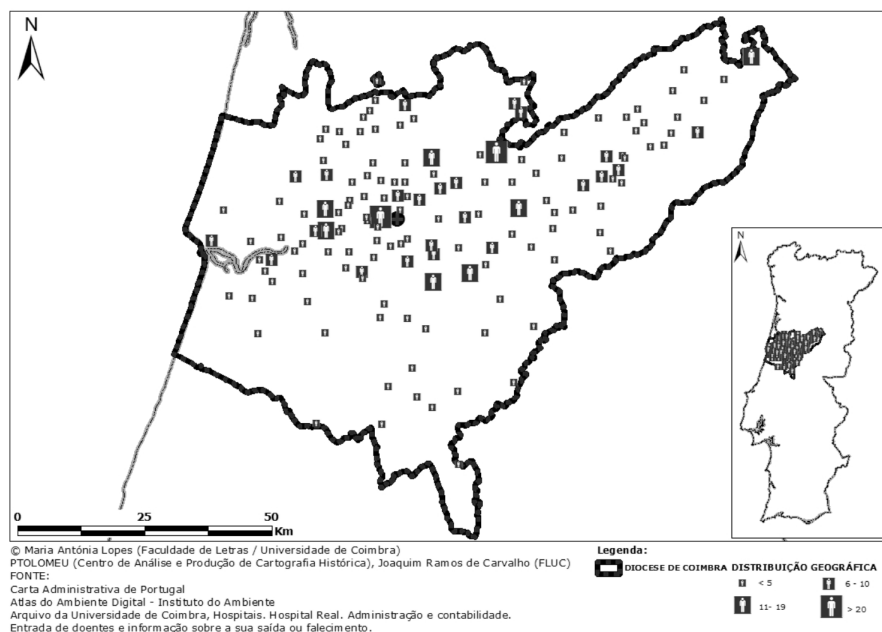 N
N
0 25 50
Km
© Maria Antónia Lopes (Faculdade de Letras / Universidade de Coimbra)
PTOLOMEU (Centro de Análise e Produção de Cartografia Histórica), Joaquim Ramos de Carvalho (FLUC)
FONTE:
Carta Administrativa de Portugal
Atlas do Ambiente Digital - Instituto do Ambiente
Arquivo da Universidade de Coimbra, Hospitais. Hospital Real. Administração e contabilidade.
Entrada de doentes e informação sobre a sua saída ou falecimento.
Legenda:
DIOCESE DE COIMBRA DISTRIBUIÇÃO GEOGRÁFICA
< 5 6 - 10
11- 19 > 20